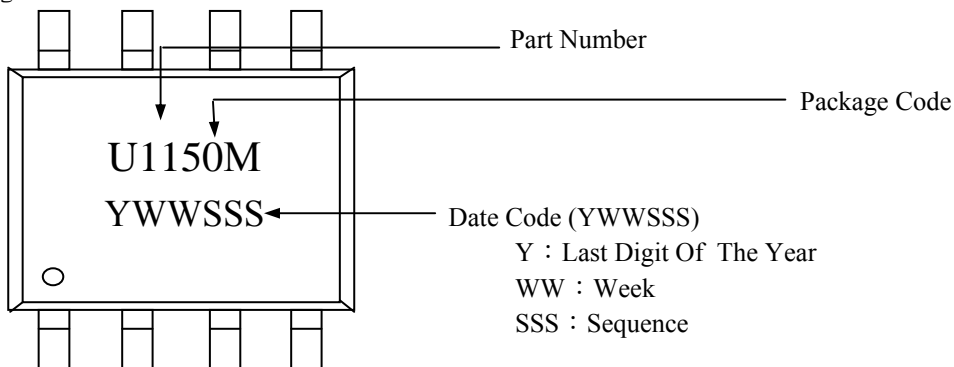 Part Number
Package Code
U1150M
YWWSSS
Date Code (YWWSSS)
Y：Last Digit Of The Year
WW：Week
SSS：Sequence